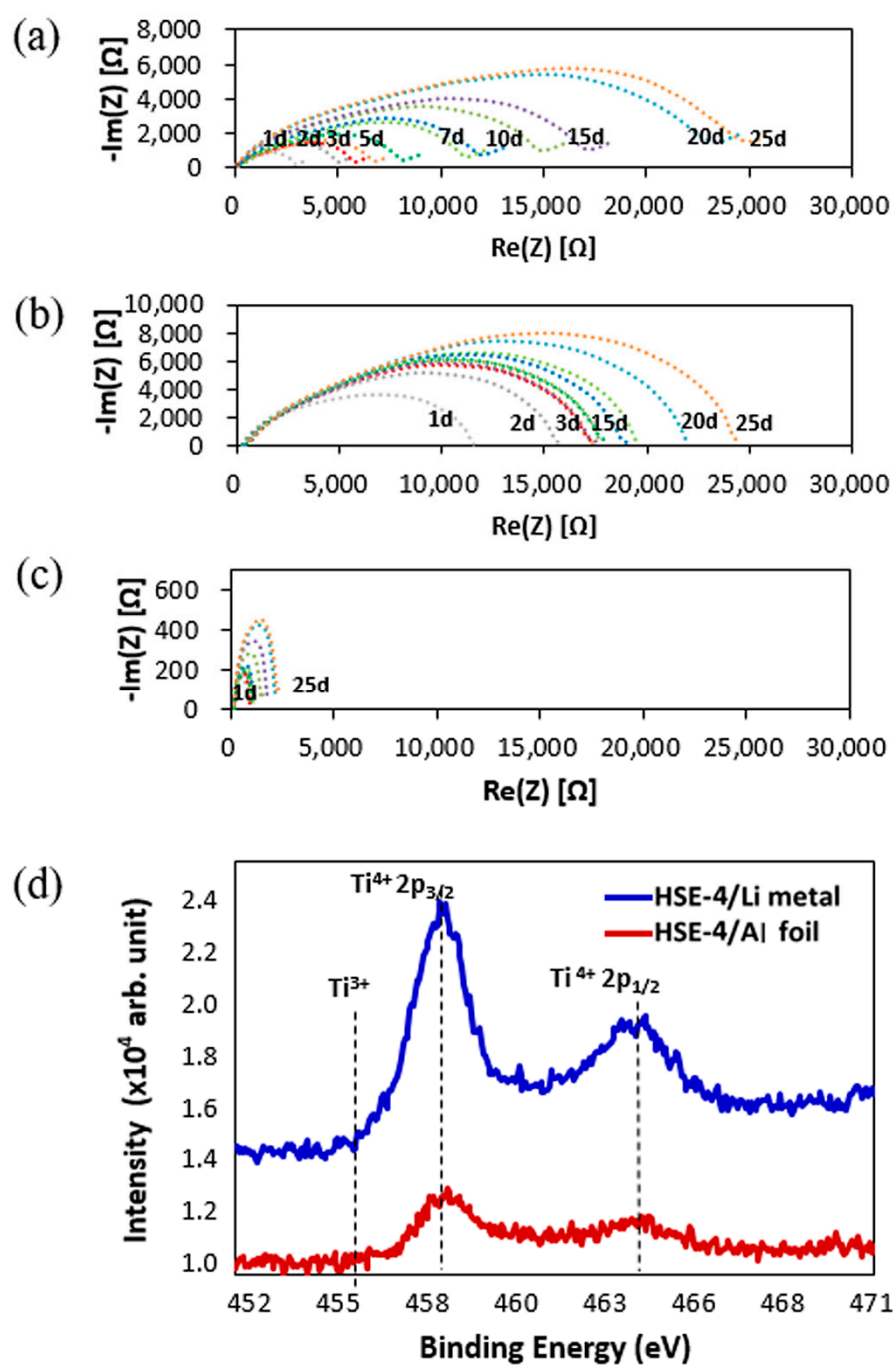 (a)
-Im(Z) [Ω]
8,000
6,000
4,000
2,000
0
1d 2d 3d 5d 7d 10d 15d 20d 25d
0 5,000 10,000 15,000 20,000 25,000 30,000
Re(Z) [Ω]
(b)
-Im(Z) [Ω]
10,000
8,000
6,000
4,000
2,000
0
1d 2d 3d 15d 20d 25d
0 5,000 10,000 15,000 20,000 25,000 30,000
Re(Z) [Ω]
(c)
-Im(Z) [Ω]
600
400
200
0
1d 25d
0 5,000 10,000 15,000 20,000 25,000 30,000
Re(Z) [Ω]
(d)
Intensity (x10⁴ arb. unit)
2.4
2.2
2.0
1.8
1.6
1.4
1.2
1.0
Ti⁴⁺ 2p₃/₂
Ti³⁺
Ti⁴⁺ 2p₁/₂
HSE-4/Li metal
HSE-4/Al foil
452 455 458 460 463 466 468 471
Binding Energy (eV)